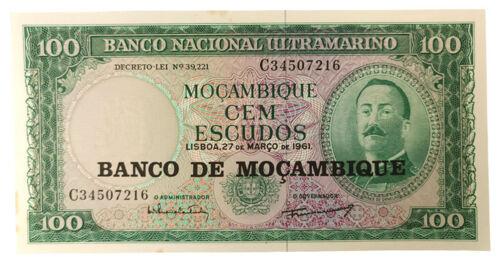 100 BANCO NACIONAL ULTRAMARINO 100
DECRETO-LEI Nº 39,221 C34507216
MOÇAMBIQUE
CEM
ESCUDOS
LISBOA, 27 DE MARÇO DE 1961.
BANCO DE MOÇAMBIQUE
C34507216 O ADMINISTRADOR O GOVERNADOR
100 100